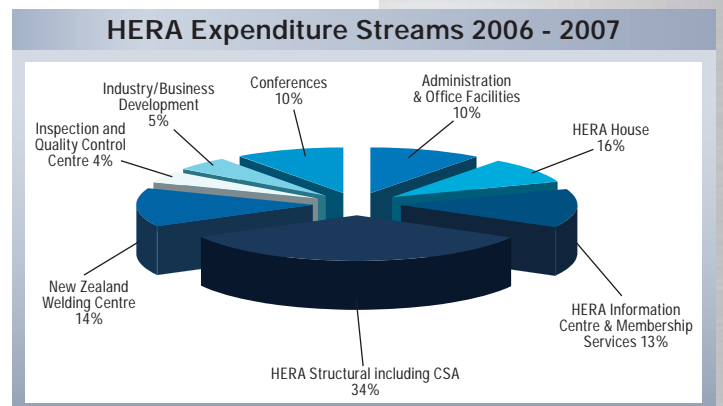 HERA Expenditure Streams 2006 - 2007
Conferences
10%
Administration
& Office Facilities
10%
Industry/Business
Development
5%
HERA House
16%
Inspection and
Quality Control
Centre 4%
New Zealand
Welding Centre
14%
HERA Information
Centre & Membership
Services 13%
HERA Structural including CSA
34%